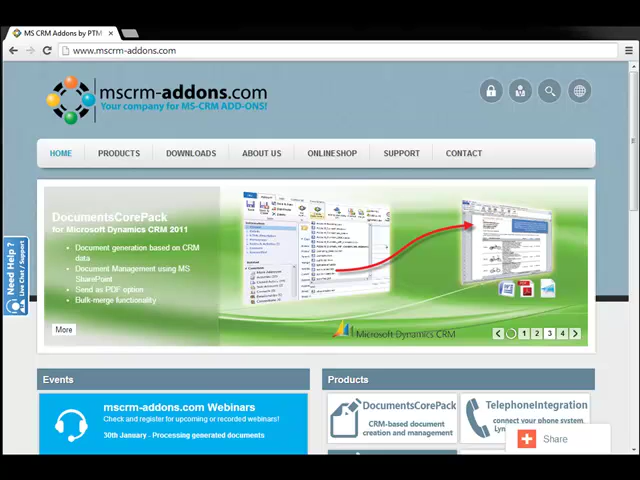 MS CRM Addons by PTM
www.mscrm-addons.com
mscrm-addons.com
Your company for MS-CRM ADD-ONS!
HOME
PRODUCTS
DOWNLOADS
ABOUT US
ONLINESHOP
SUPPORT
CONTACT
DocumentsCorePack
for Microsoft Dynamics CRM 2011
Document generation based on CRM
data
Document Management using MS
SharePoint
Send as PDF option
Bulk-merge functionality
More
Microsoft Dynamics CRM
1 2 3 4
Need Help ?
Live Chat / Support
Events
mscrm-addons.com Webinars
Check and register for upcoming or recorded webinars!
30th January - Processing generated documents
Products
DocumentsCorePack
CRM-based document
creation and management
TelephoneIntegration
connect your phone system,
Share